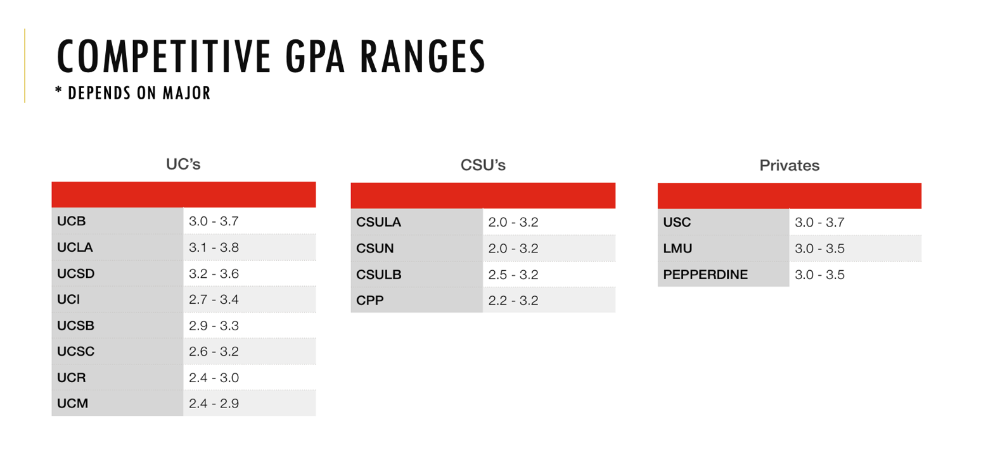 COMPETITIVE GPA RANGES
* DEPENDS ON MAJOR
UC’s
UCB 3.0 - 3.7
UCLA 3.1 - 3.8
UCSD 3.2 - 3.6
UCI 2.7 - 3.4
UCSB 2.9 - 3.3
UCSC 2.6 - 3.2
UCR 2.4 - 3.0
UCM 2.4 - 2.9
CSU’s
CSULA 2.0 - 3.2
CSUN 2.0 - 3.2
CSULB 2.5 - 3.2
CPP 2.2 - 3.2
Privates
USC 3.0 - 3.7
LMU 3.0 - 3.5
PEPPERDINE 3.0 - 3.5